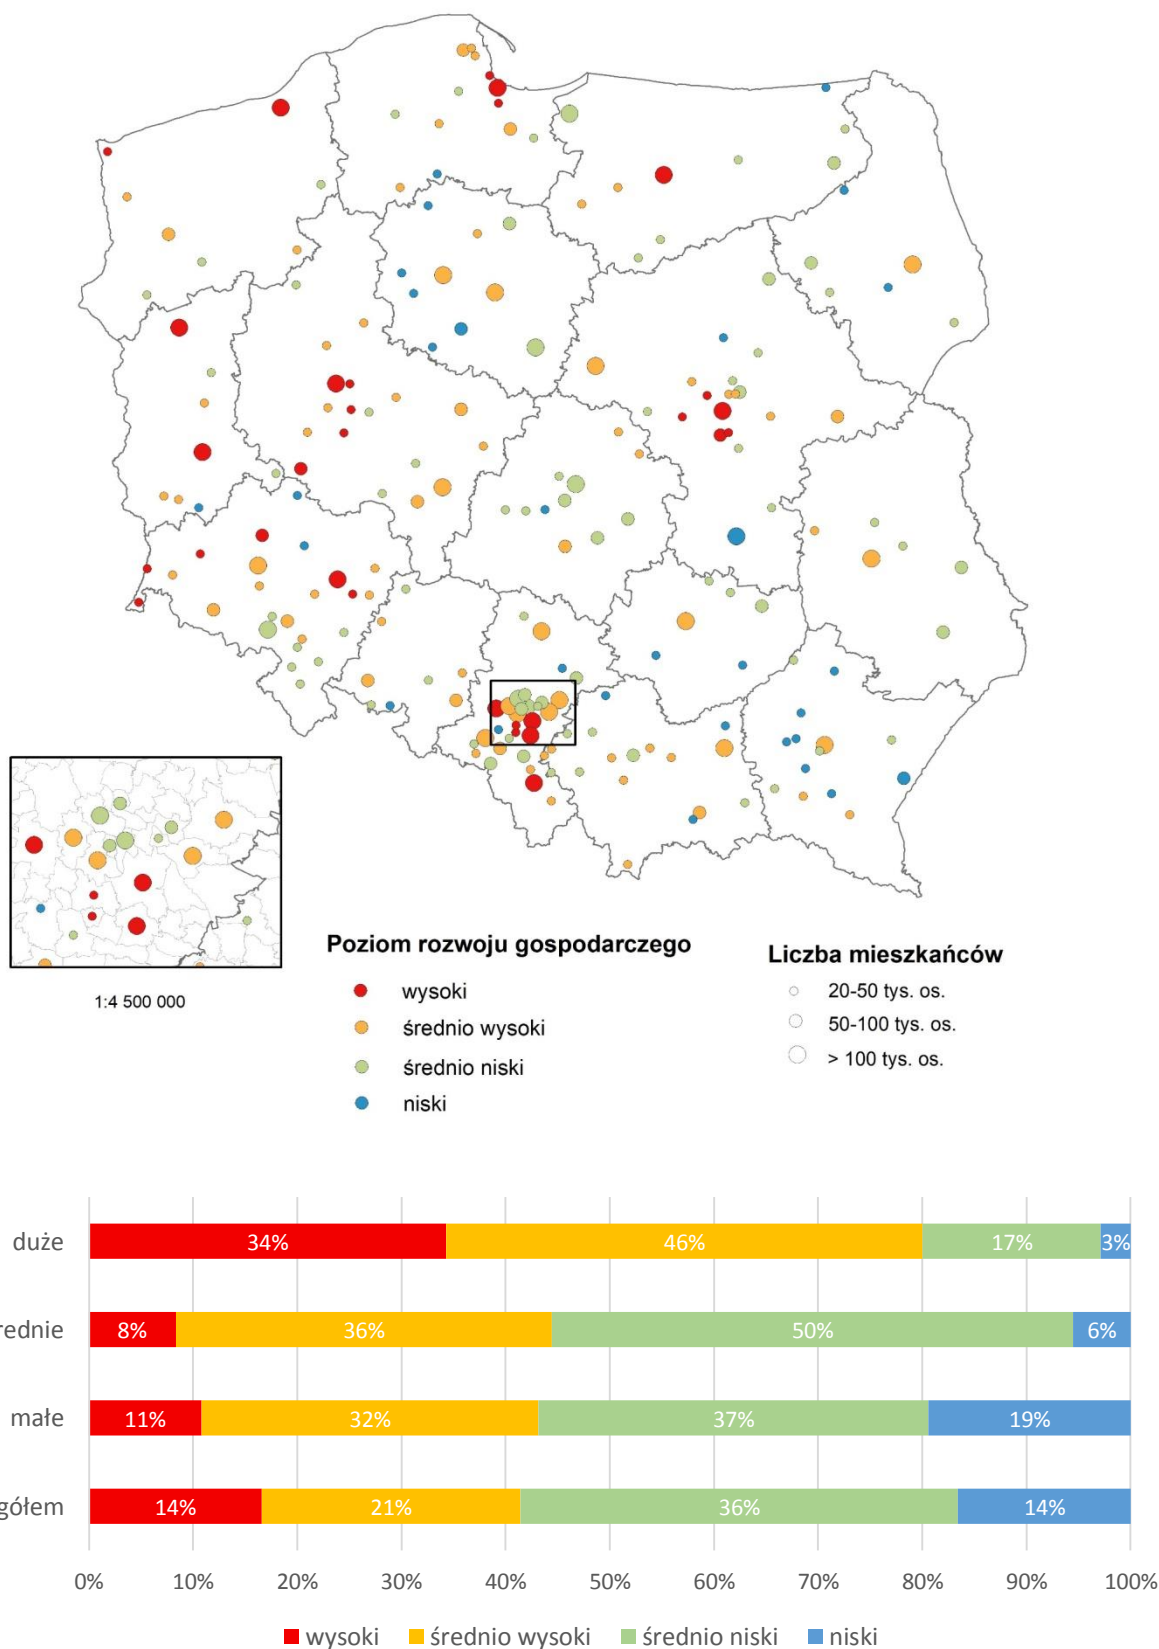 1:4 500 000
Poziom rozwoju gospodarczego
wysoki
średnio wysoki
średnio niski
niski
Liczba mieszkańców
20-50 tys. os.
50-100 tys. os.
> 100 tys. os.
duże 34% 46% 17% 3%
rednie 8% 36% 50% 6%
małe 11% 32% 37% 19%
gółem 14% 21% 36% 14%
0% 10% 20% 30% 40% 50% 60% 70% 80% 90% 100%
wysoki średnio wysoki średnio niski niski